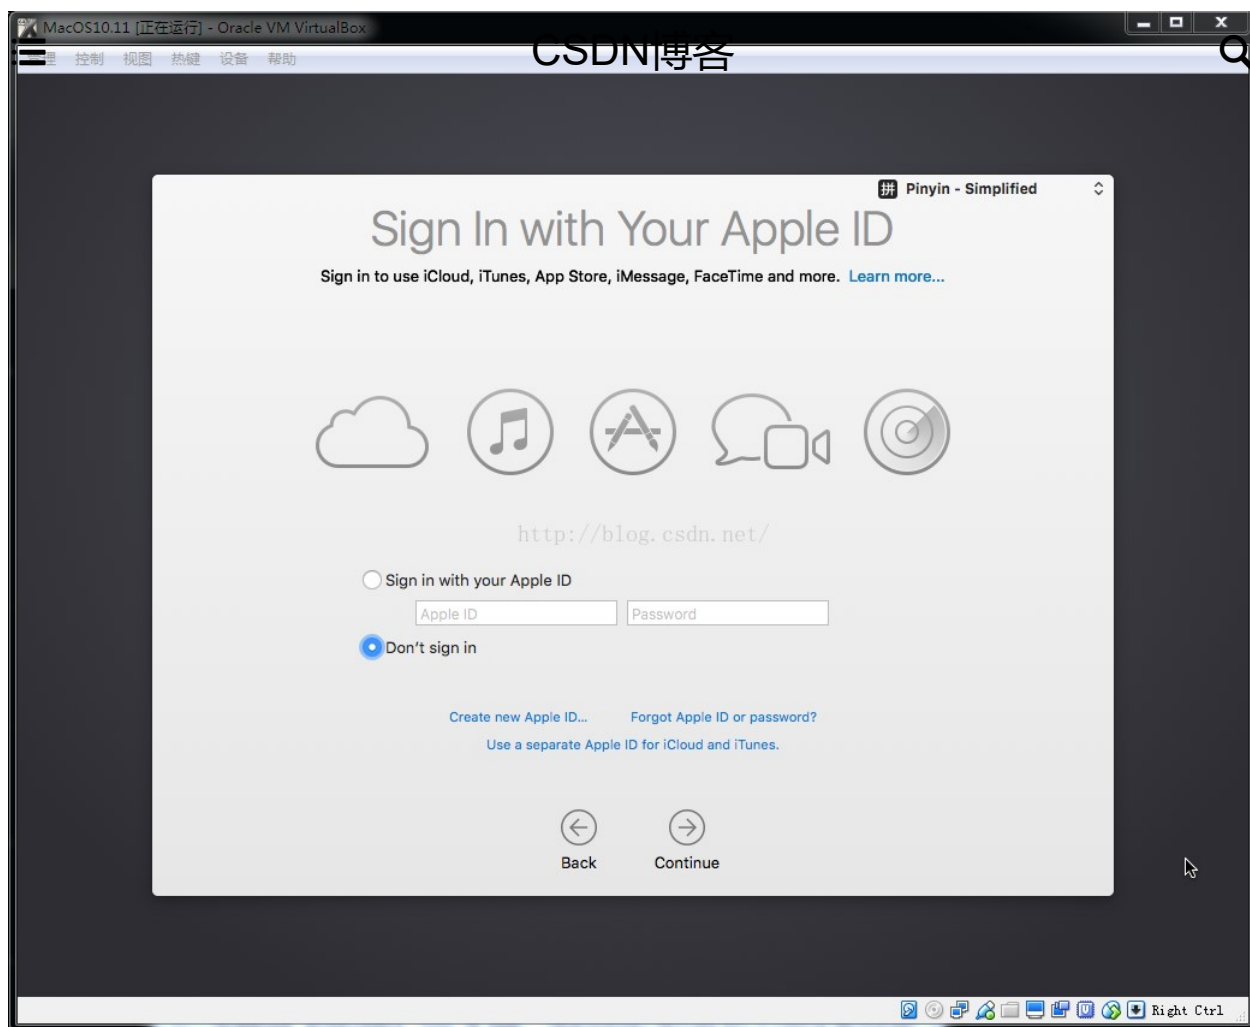 MacOS10.11 [正在运行] - Oracle VM VirtualBox
CSDN博客
管理 控制 视图 热键 设备 帮助
拼 Pinyin - Simplified
Sign In with Your Apple ID
Sign in to use iCloud, iTunes, App Store, iMessage, FaceTime and more. Learn more...
http://blog.csdn.net/
Sign in with your Apple ID
Apple ID Password
Don't sign in
Create new Apple ID... Forgot Apple ID or password?
Use a separate Apple ID for iCloud and iTunes.
Back Continue
Right Ctrl